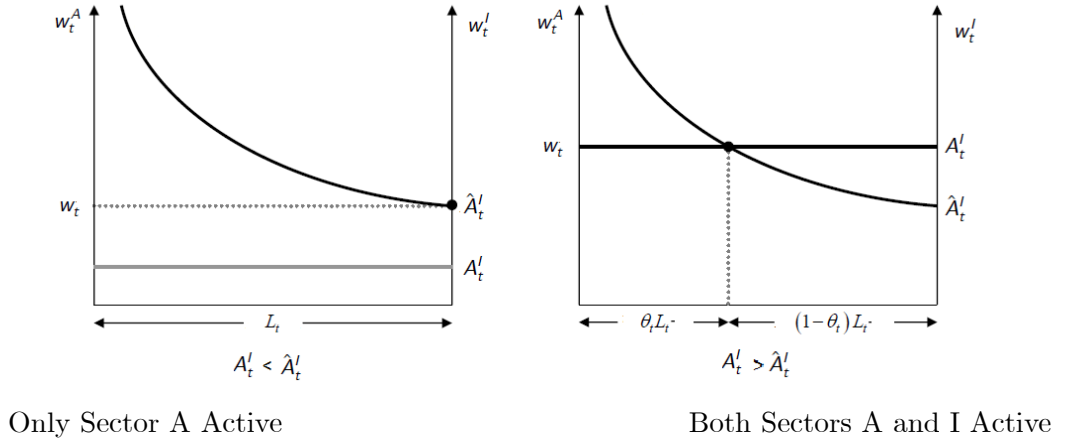 w_t^A w_t^I w_t^A w_t^I
w_t A_t^I
w_t Â_t^I Â_t^I
A_t^I
L_t θ_t L_t- (1-θ_t)L_t-
A_t^I < Â_t^I A_t^I > Â_t^I
Only Sector A Active Both Sectors A and I Active